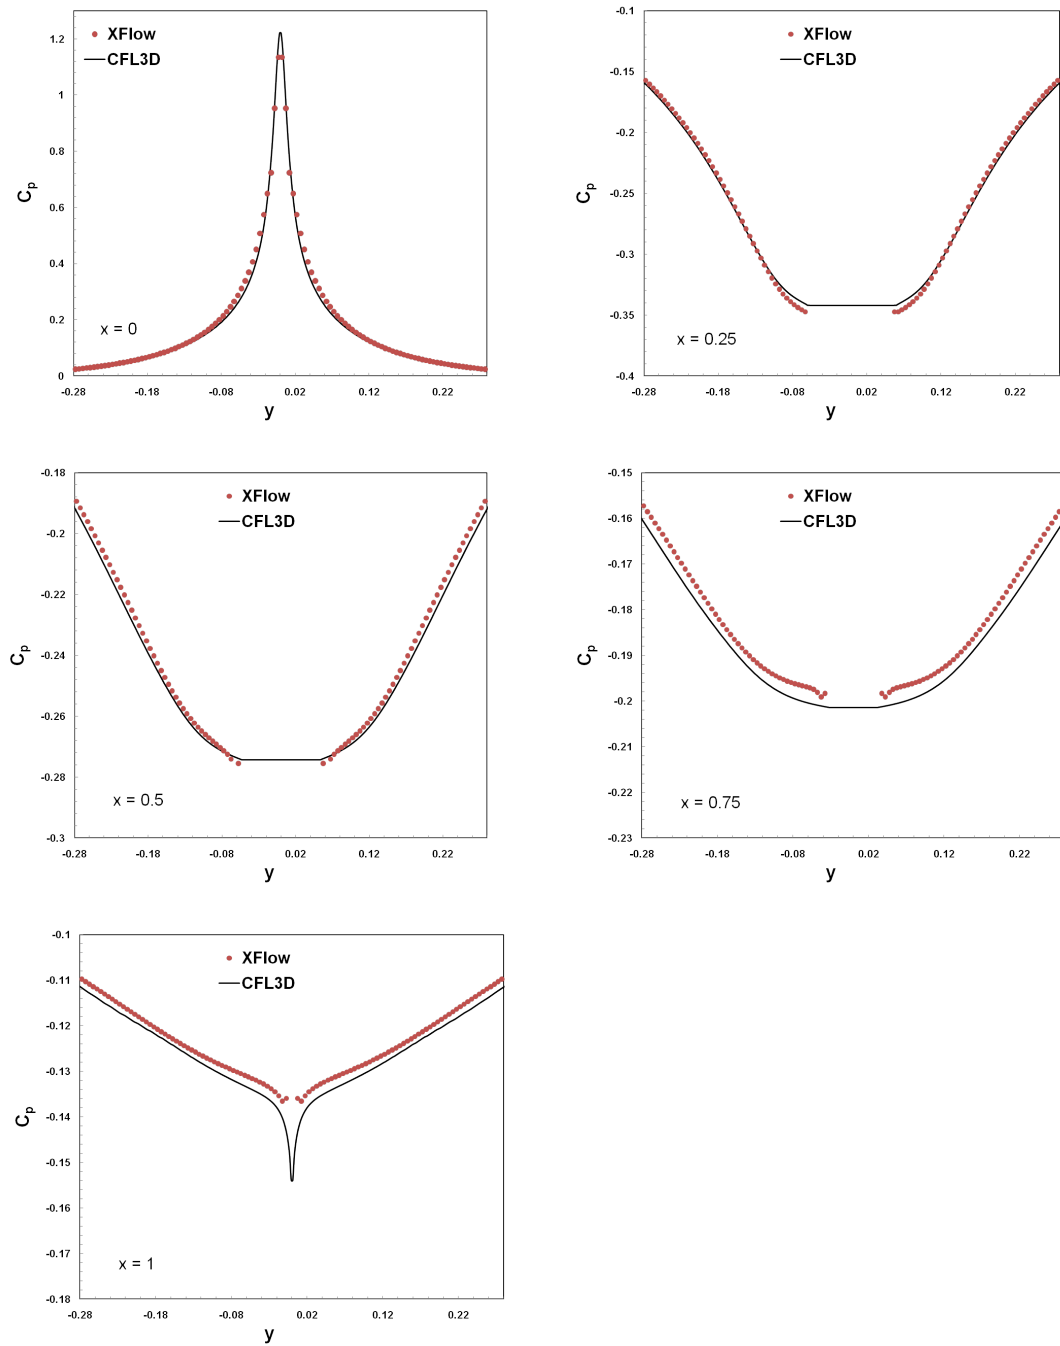 XFlow
CFL3D
1.2
1
0.8
0.6
0.4
0.2
0
Cp
x = 0
-0.28 -0.18 -0.08 0.02 0.12 0.22
y
XFlow
CFL3D
-0.1
-0.15
-0.2
-0.25
-0.3
-0.35
-0.4
Cp
x = 0.25
-0.28 -0.18 -0.08 0.02 0.12 0.22
y
XFlow
CFL3D
-0.18
-0.2
-0.22
-0.24
-0.26
-0.28
-0.3
Cp
x = 0.5
-0.28 -0.18 -0.08 0.02 0.12 0.22
y
XFlow
CFL3D
-0.15
-0.16
-0.17
-0.18
-0.19
-0.2
-0.21
-0.22
-0.23
Cp
x = 0.75
-0.28 -0.18 -0.08 0.02 0.12 0.22
y
XFlow
CFL3D
-0.1
-0.11
-0.12
-0.13
-0.14
-0.15
-0.16
-0.17
-0.18
Cp
x = 1
-0.28 -0.18 -0.08 0.02 0.12 0.22
y